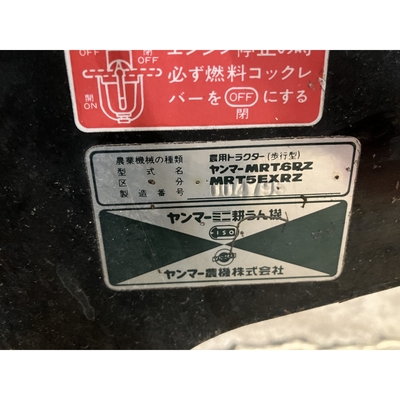 OFF 閉 OFF
エンジン停止の時
必ず燃料コックレ
バーを OFF にする
閉
開 ON
農業機械の種類 農用トラクター(歩行型)
型式名 ヤンマーMRT6RZ
区分 MRT5EXRZ
製造番号
ヤンマーミニ耕うん機
ISO
ヤンマー農機株式会社